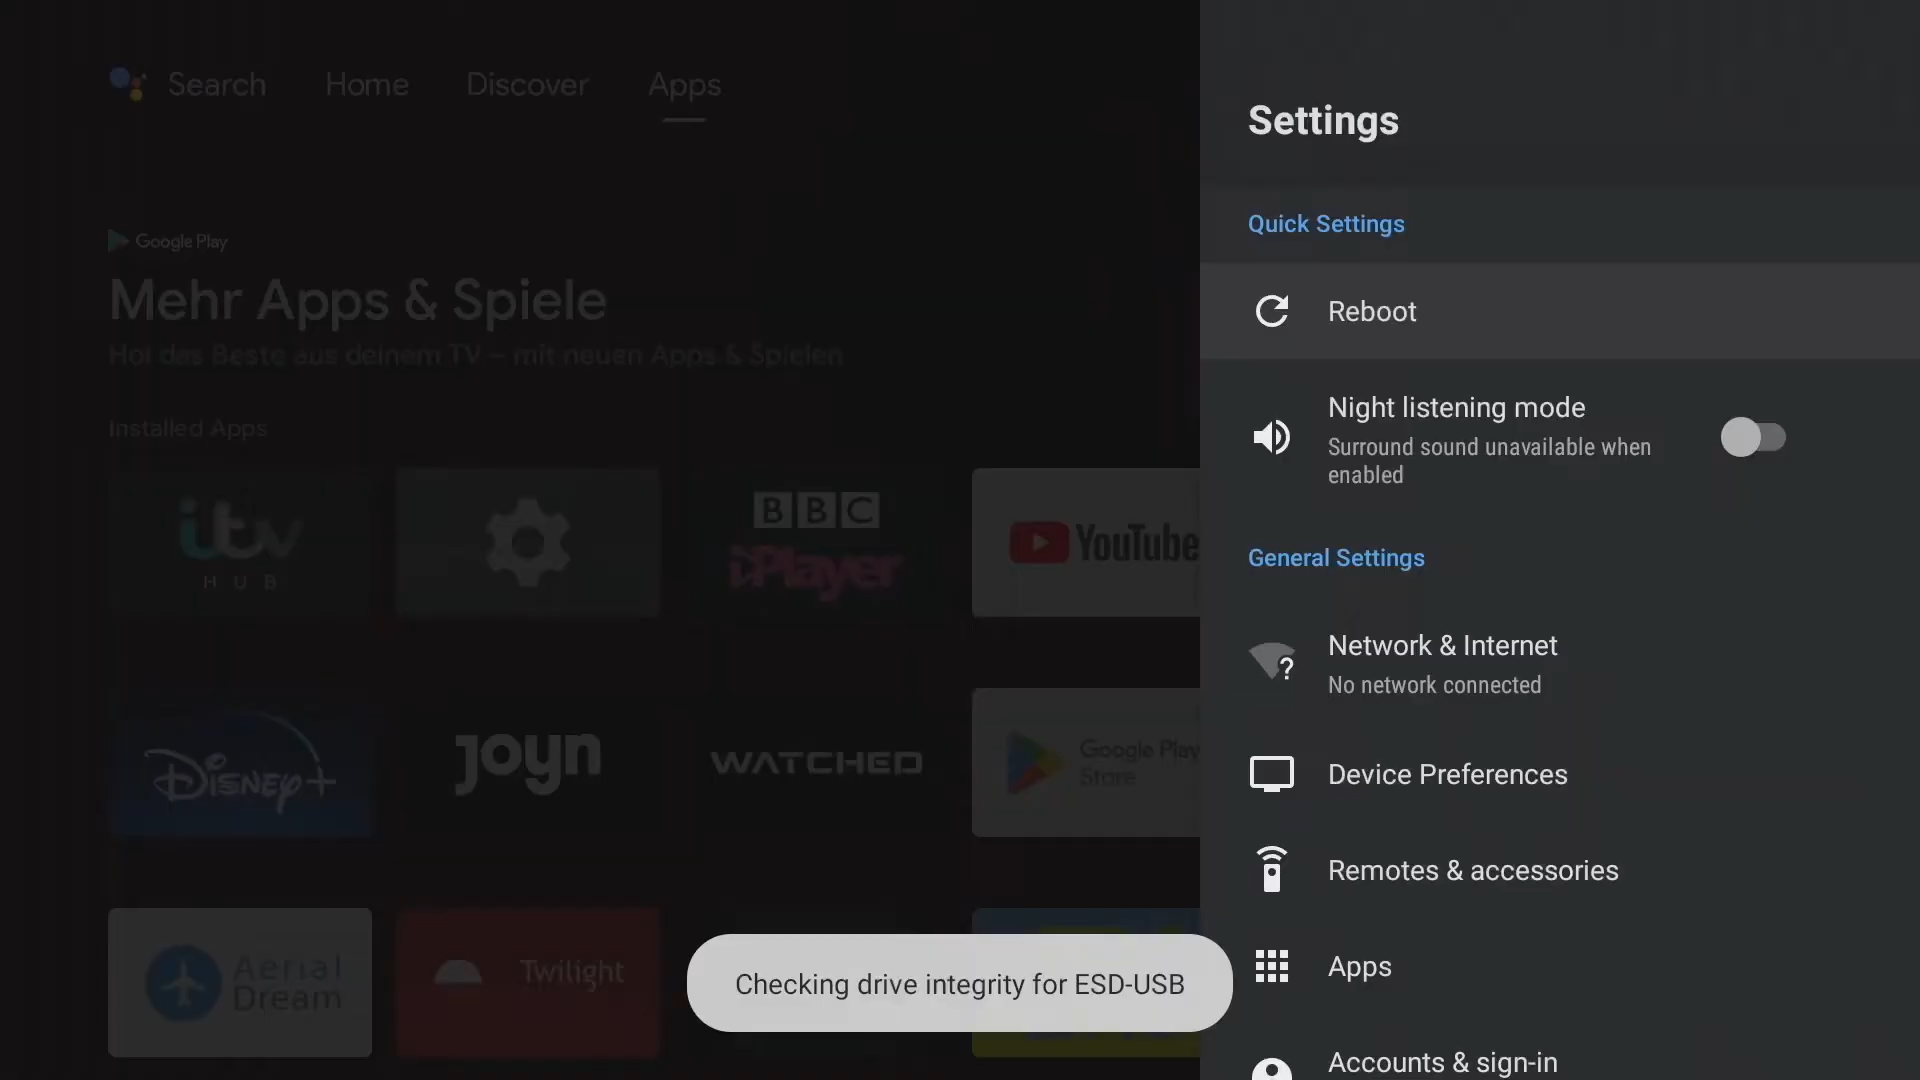 Search Home Discover Apps
Google Play
Mehr Apps & Spiele
Hol das Beste aus deinem TV – mit neuen Apps & Spielen
Installed Apps
itv
HUB
BBC
iPlayer
YouTube
Disney+
joyn
WATCHED
Google Play
Store
Aerial
Dream
Twilight
Checking drive integrity for ESD-USB
Settings
Quick Settings
Reboot
Night listening mode
Surround sound unavailable when
enabled
General Settings
Network & Internet
No network connected
Device Preferences
Remotes & accessories
Apps
Accounts & sign-in